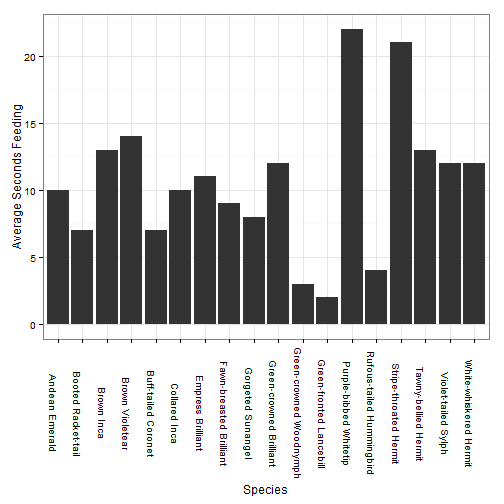 Average Seconds Feeding
20
15
10
5
0
Andean Emerald
Booted Racket-tail
Brown Inca
Brown Violetear
Buff-tailed Coronet
Collared Inca
Empress Brilliant
Fawn-breasted Brilliant
Gorgeted Sunangel
Green-crowned Brilliant
Green-crowned Woodnymph
Green-fronted Lancebill
Purple-bibbed Whitetip
Rufous-tailed Hummingbird
Stripe-throated Hermit
Tawny-bellied Hermit
Violet-tailed Sylph
White-whiskered Hermit
Species